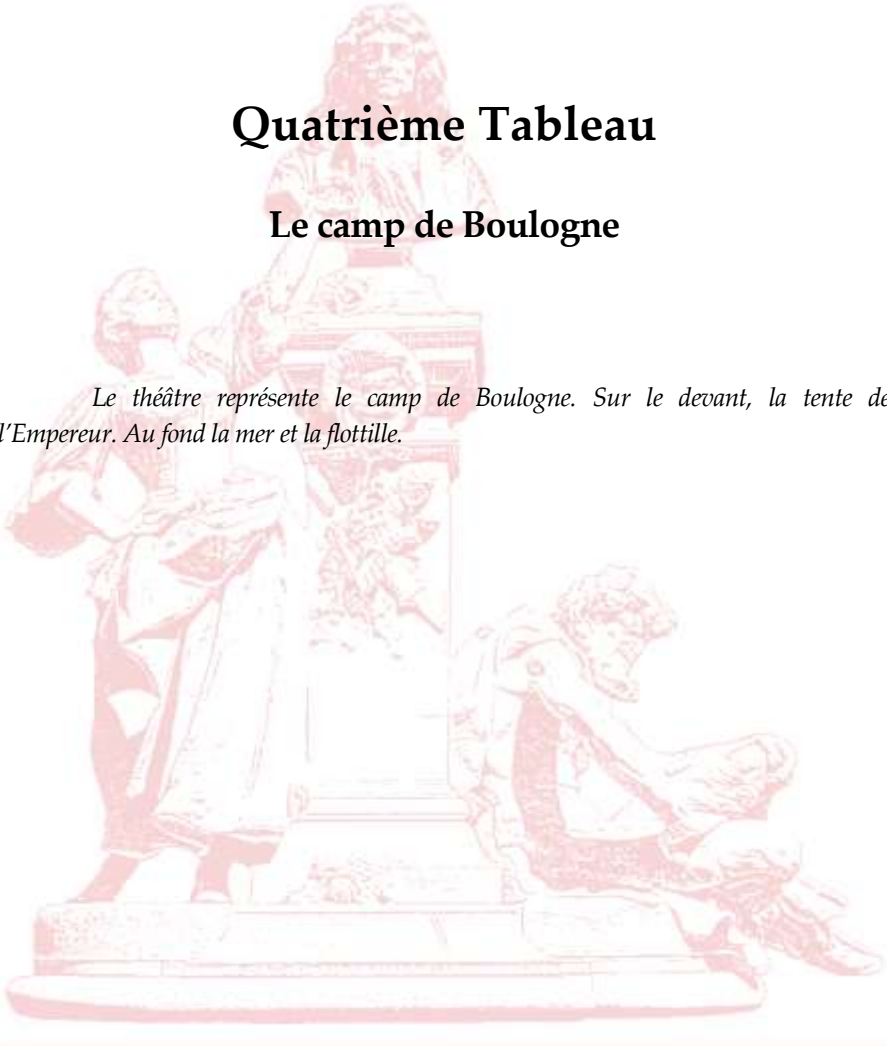 Quatrième Tableau
Le camp de Boulogne
Le théâtre représente le camp de Boulogne. Sur le devant, la tente de
l'Empereur. Au fond la mer et la flottille.